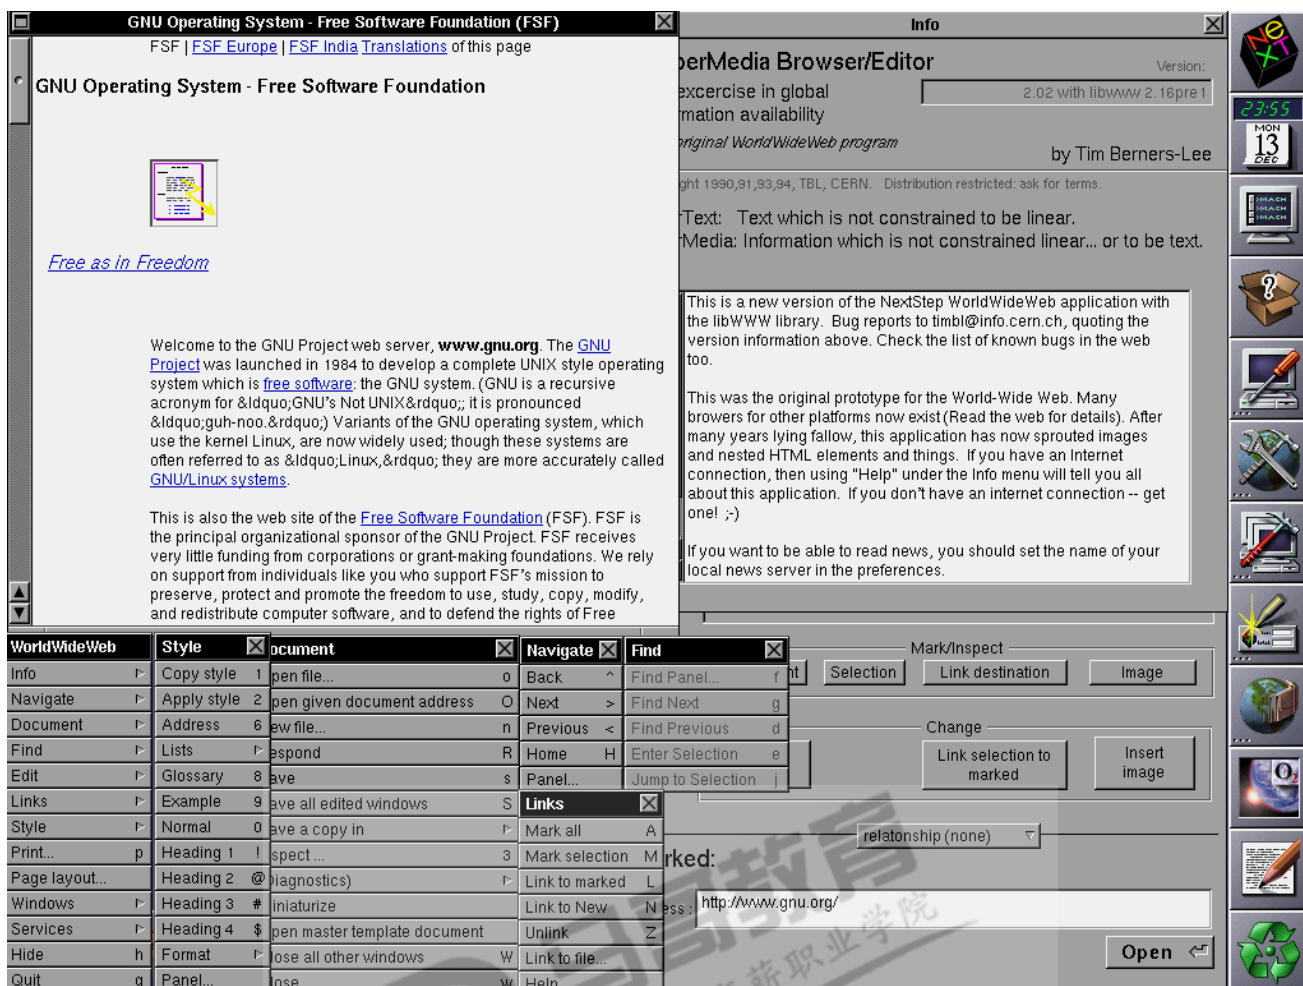 GNU Operating System - Free Software Foundation (FSF)
FSF | FSF Europe | FSF India Translations of this page
GNU Operating System - Free Software Foundation
Free as in Freedom
Welcome to the GNU Project web server, www.gnu.org. The GNU
Project was launched in 1984 to develop a complete UNIX style operating
system which is free software: the GNU system. (GNU is a recursive
acronym for &ldquo;GNU's Not UNIX&rdquo;; it is pronounced
&ldquo;guh-noo.&rdquo;) Variants of the GNU operating system, which
use the kernel Linux, are now widely used; though these systems are
often referred to as &ldquo;Linux,&rdquo; they are more accurately called
GNU/Linux systems.
This is also the web site of the Free Software Foundation (FSF). FSF is
the principal organizational sponsor of the GNU Project. FSF receives
very little funding from corporations or grant-making foundations. We rely
on support from individuals like you who support FSF's mission to
preserve, protect and promote the freedom to use, study, copy, modify,
and redistribute computer software, and to defend the rights of Free
Info
perMedia Browser/Editor
Version:
excercise in global
2.02 with libwww 2.16pre1
rmation availability
original WorldWideWeb program
by Tim Berners-Lee
ght 1990,91,93,94, TBL, CERN. Distribution restricted: ask for terms.
rText: Text which is not constrained to be linear.
rMedia: Information which is not constrained linear... or to be text.
This is a new version of the NextStep WorldWideWeb application with
the libWWW library. Bug reports to timbl@info.cern.ch, quoting the
version information above. Check the list of known bugs in the web
too.
This was the original prototype for the World-Wide Web. Many
browers for other platforms now exist (Read the web for details). After
many years lying fallow, this application has now sprouted images
and nested HTML elements and things. If you have an Internet
connection, then using "Help" under the Info menu will tell you all
about this application. If you don't have an internet connection -- get
one! ;-)
If you want to be able to read news, you should set the name of your
local news server in the preferences.
NeXT
23:55
MON
13
DEC
>MACH
>MACH
>MACH
WorldWideWeb
Info
Navigate
Document
Find
Edit
Links
Style
Print... p
Page layout...
Windows
Services
Hide h
Quit q
Style
Copy style 1
Apply style 2
Address 6
Lists
Glossary 8
Example 9
Normal 0
Heading 1 !
Heading 2 @
Heading 3 #
Heading 4 $
Format
Panel...
ocument
pen file... o
pen given document address O
ew file... n
espond R
ave s
ave all edited windows S
ave a copy in
spect ... 3
Diagnostics)
iniaturize
pen master template document
lose all other windows W
lose w
Navigate
Back ^
Next >
Previous <
Home H
Panel...
Find
Find Panel... f
Find Next g
Find Previous d
Enter Selection e
Jump to Selection j
Links
Mark all A
Mark selection M
Link to marked L
Link to New N
Unlink Z
Link to file...
Help
Mark/Inspect
nt
Selection
Link destination
Image
Change
Link selection to
marked
Insert
image
relatonship (none)
rked:
ess : http://www.gnu.org/
Open
哥教育
薪职业学院